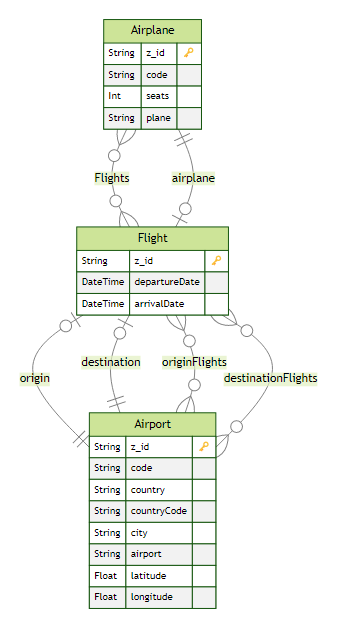 Airplane
String z_id
String code
Int seats
String plane
Flights airplane
Flight
String z_id
DateTime departureDate
DateTime arrivalDate
origin destination originFlights destinationFlights
Airport
String z_id
String code
String country
String countryCode
String city
String airport
Float latitude
Float longitude